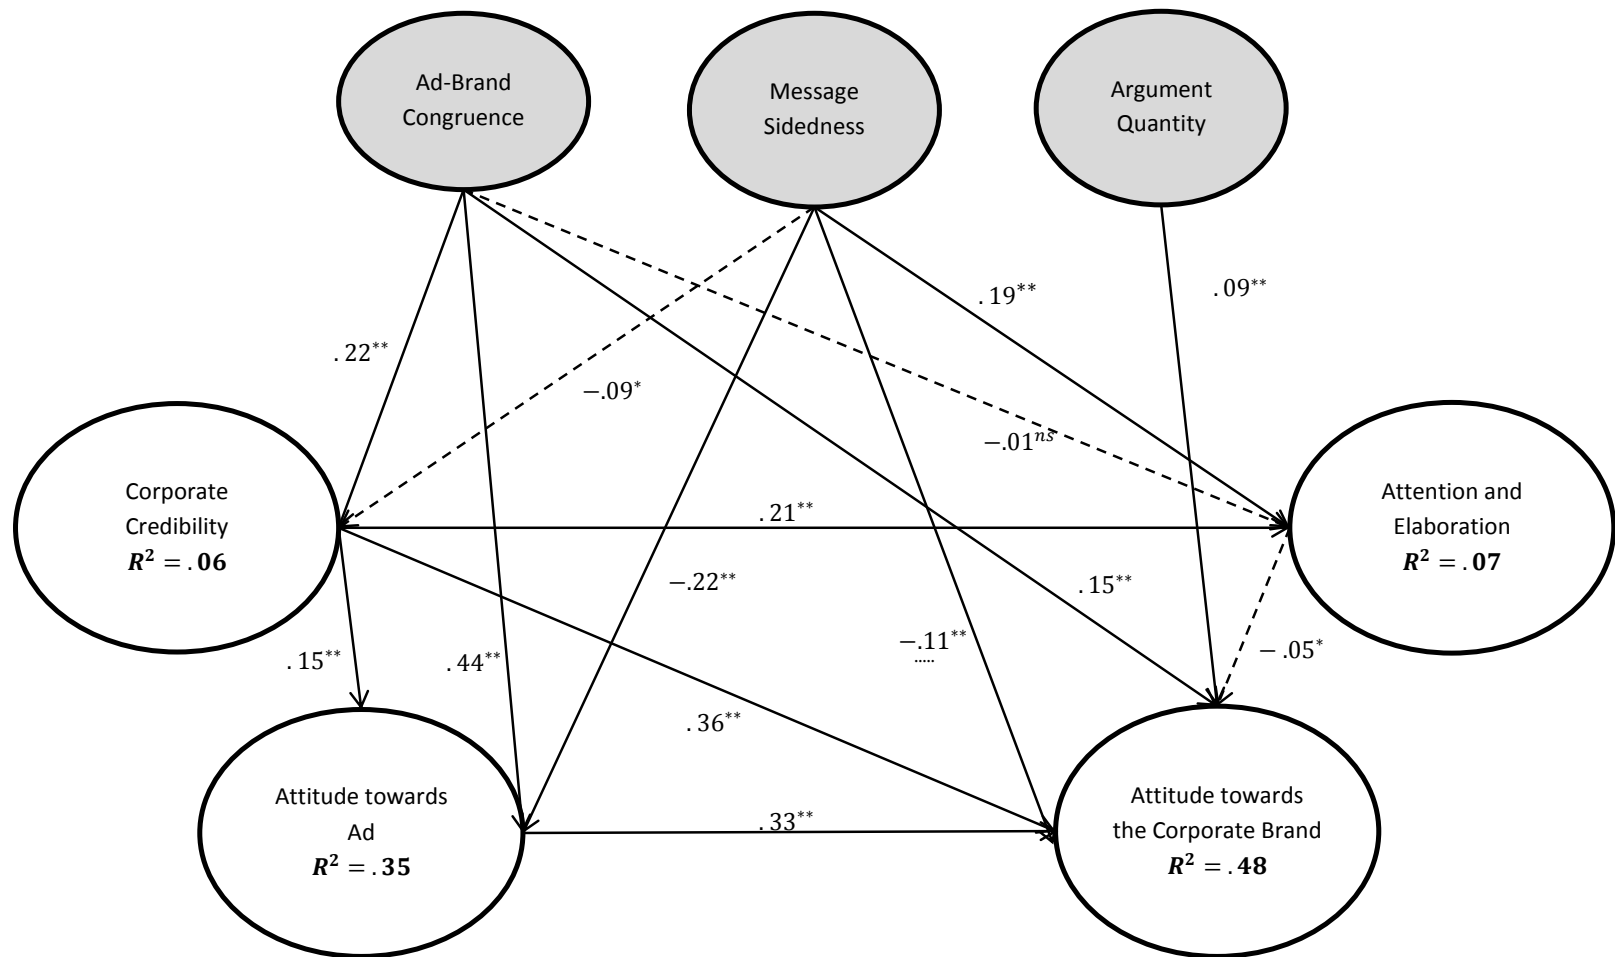 Ad-Brand
Congruence
Message
Sidedness
Argument
Quantity
.19**
.09**
.22**
−.09*
−.01ns
Corporate
Credibility
R² = .06
.21**
Attention and
Elaboration
R² = .07
−.22**
.15**
.15**
.44**
−.11**
−.05*
.36**
Attitude towards
Ad
R² = .35
.33**
Attitude towards
the Corporate Brand
R² = .48